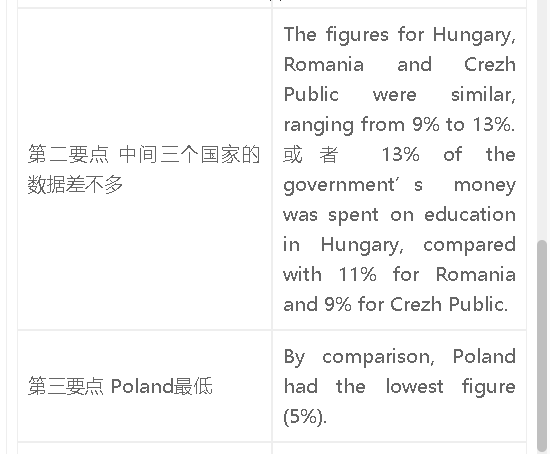 第二要点 中间三个国家的
数据差不多
The figures for Hungary,
Romania and Crezh
Public were similar,
ranging from 9% to 13%.
或者 13% of the
government’s money
was spent on education
in Hungary, compared
with 11% for Romania
and 9% for Crezh Public.
第三要点 Poland最低
By comparison, Poland
had the lowest figure
(5%).